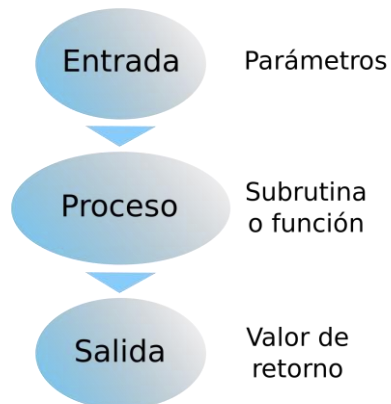 Entrada
Parámetros
Proceso
Subrutina
o función
Salida
Valor de
retorno